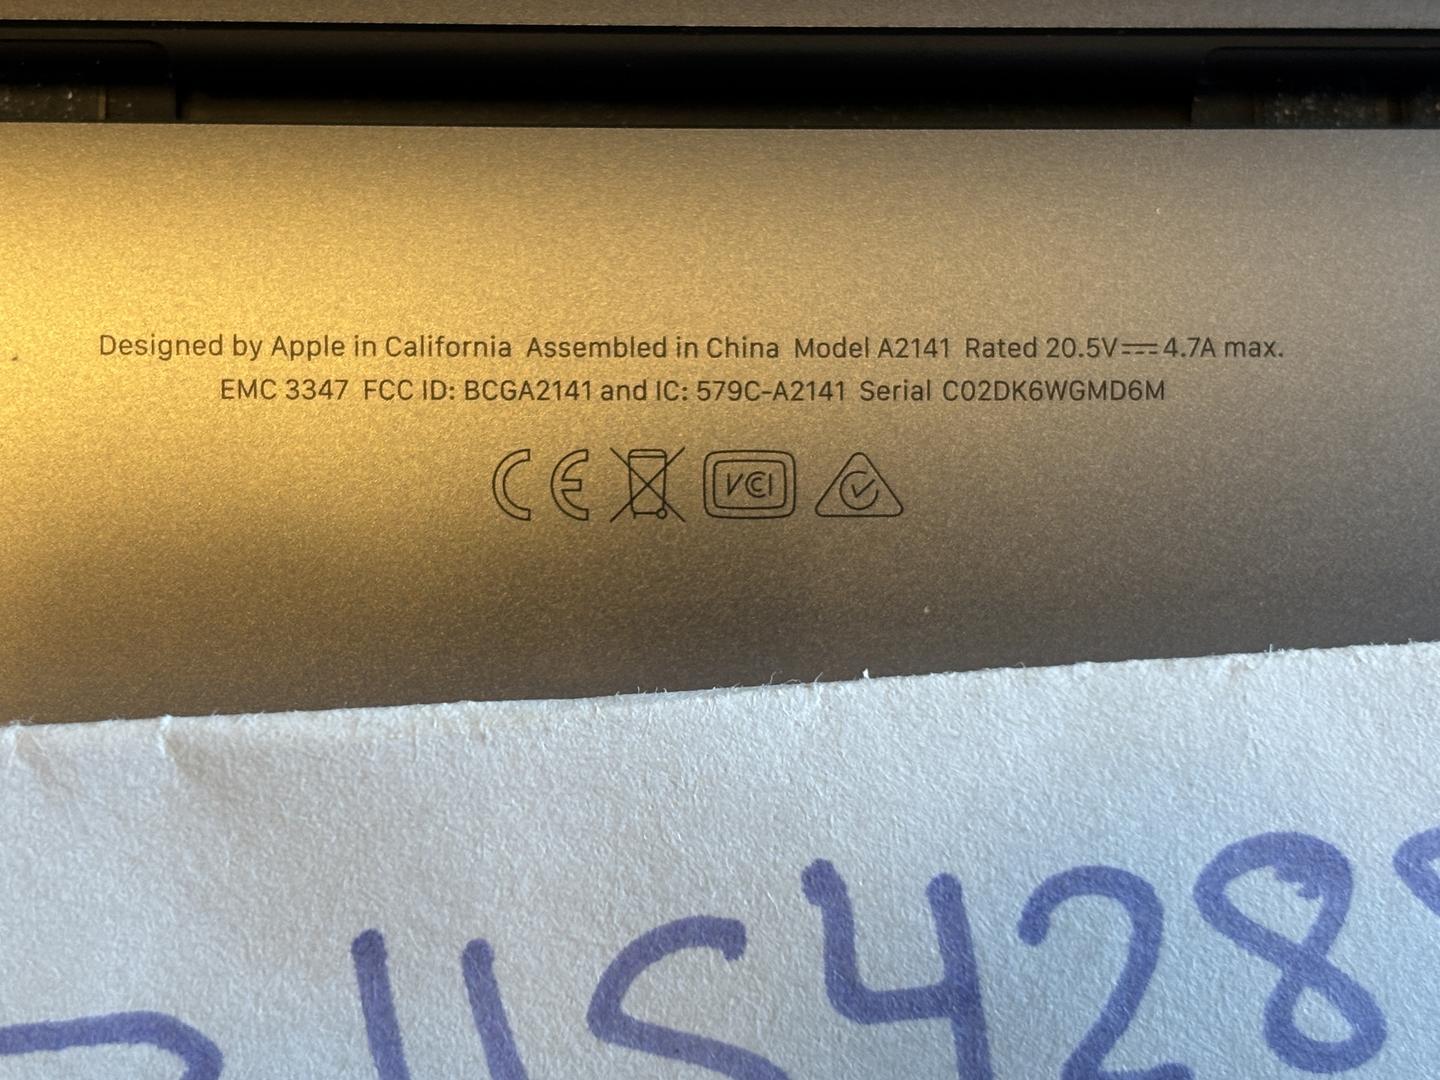 Designed by Apple in California Assembled in China Model A2141 Rated 20.5V⎓4.7A max.
EMC 3347 FCC ID: BCGA2141 and IC: 579C-A2141 Serial C02DK6WGMD6M
CE VCI